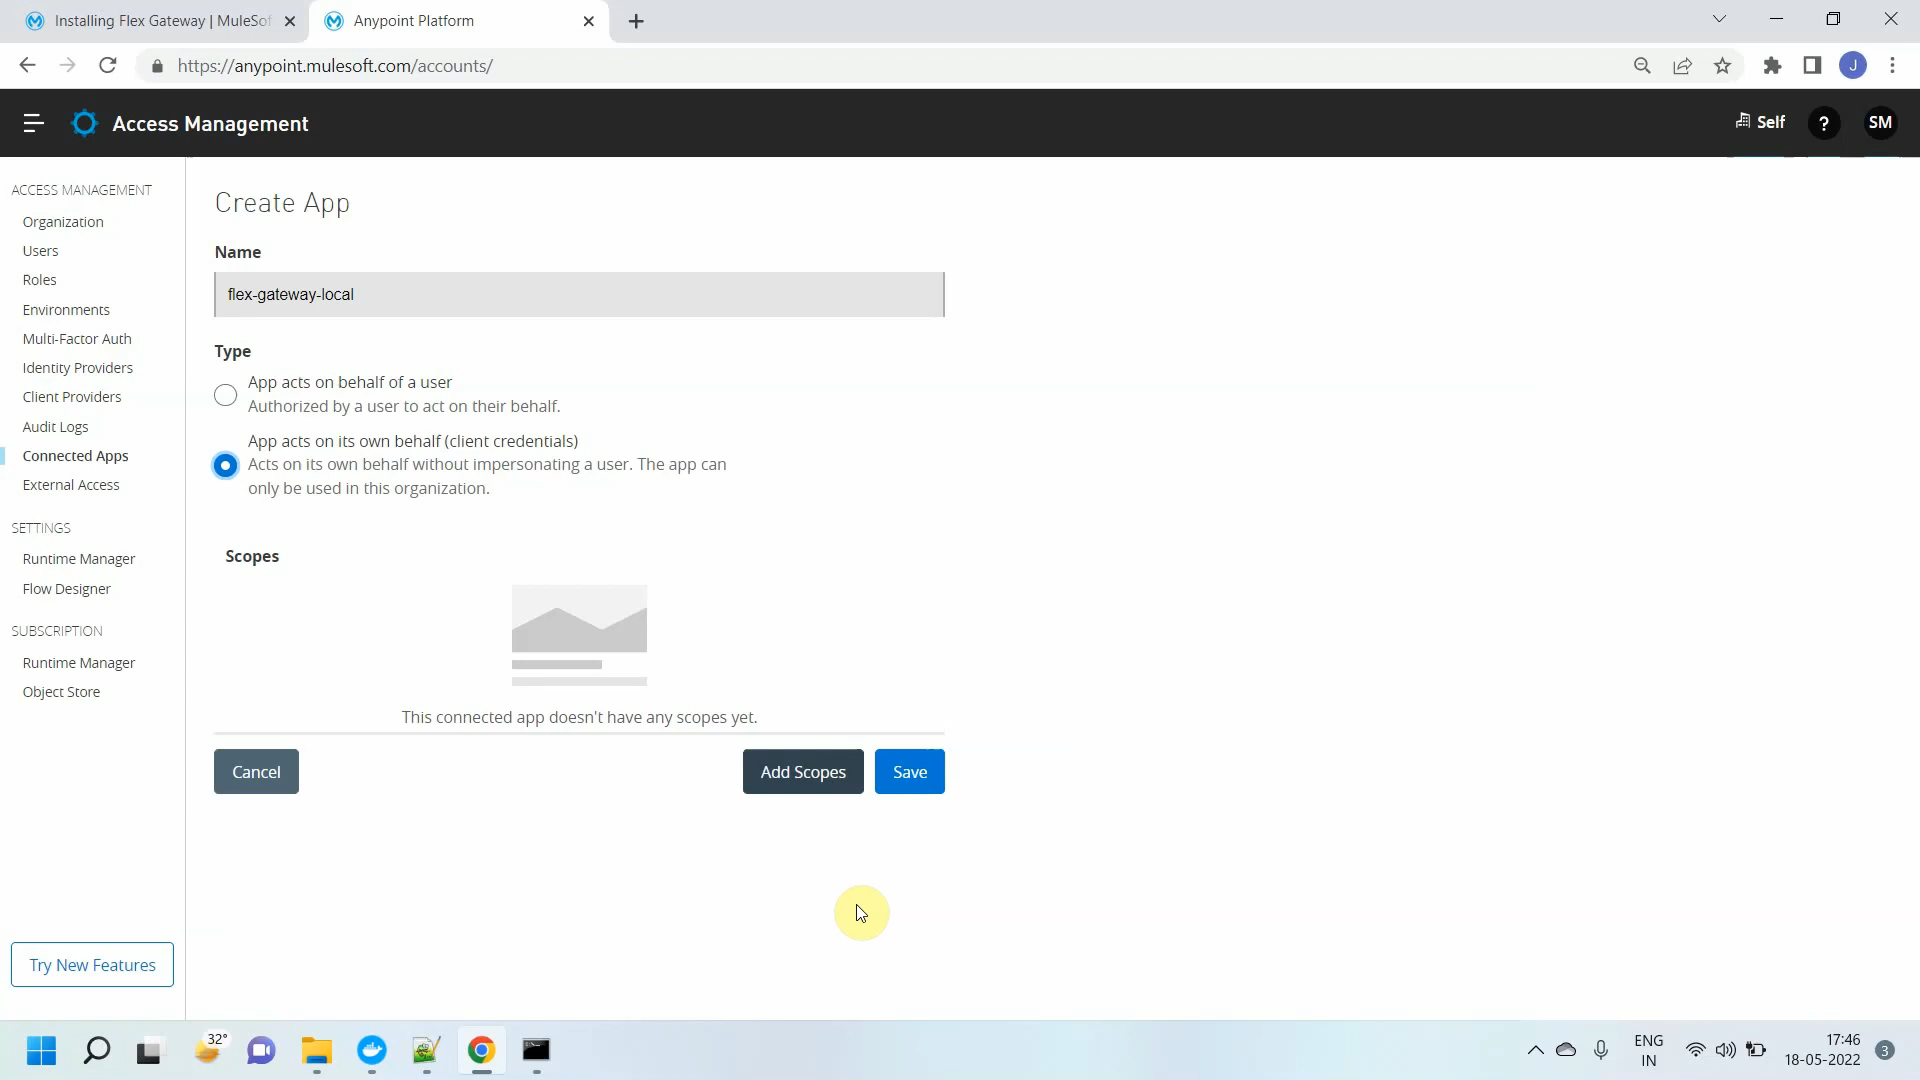 Installing Flex Gateway | MuleSof
Anypoint Platform
https://anypoint.mulesoft.com/accounts/
J
Access Management
Self
?
SM
ACCESS MANAGEMENT
Organization
Users
Roles
Environments
Multi-Factor Auth
Identity Providers
Client Providers
Audit Logs
Connected Apps
External Access
SETTINGS
Runtime Manager
Flow Designer
SUBSCRIPTION
Runtime Manager
Object Store
Try New Features
Create App
Name
flex-gateway-local
Type
App acts on behalf of a user
Authorized by a user to act on their behalf.
App acts on its own behalf (client credentials)
Acts on its own behalf without impersonating a user. The app can
only be used in this organization.
Scopes
This connected app doesn't have any scopes yet.
Cancel
Add Scopes
Save
32°
ENG
IN
17:46
18-05-2022
3